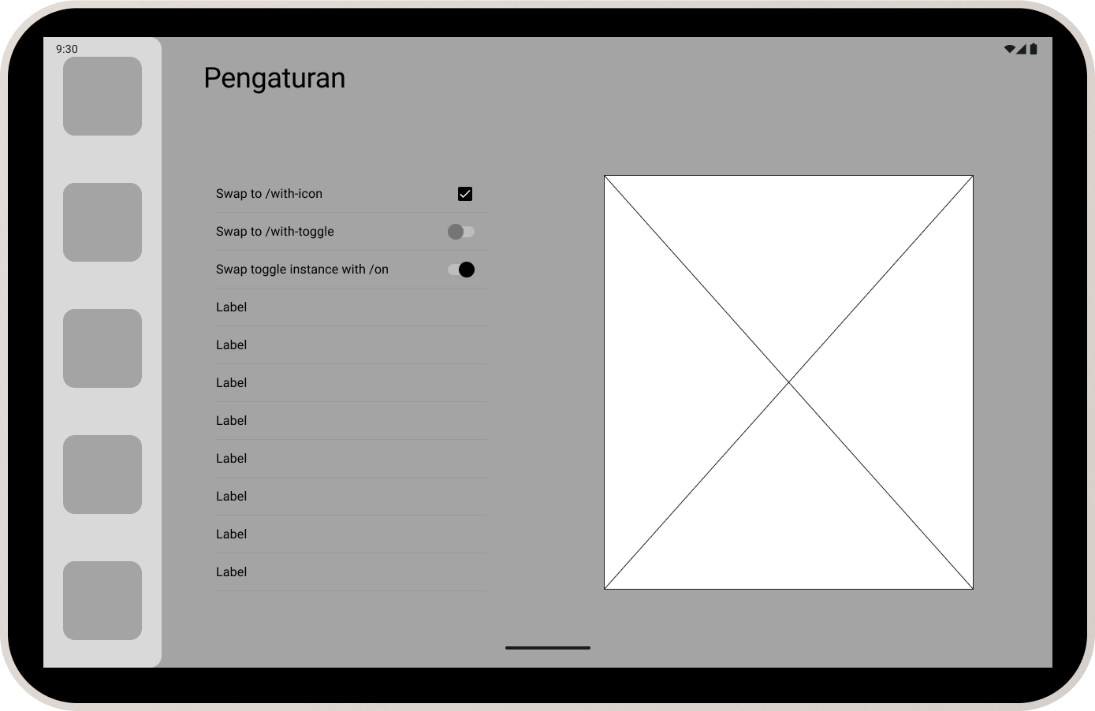 9:30
Pengaturan
Swap to /with-icon
Swap to /with-toggle
Swap toggle instance with /on
Label
Label
Label
Label
Label
Label
Label
Label